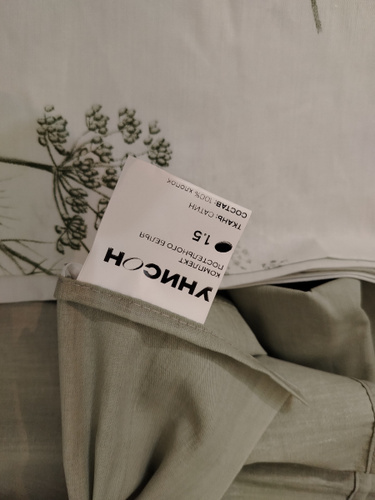 УНИСОН
КОМПЛЕКТ
ПОСТЕЛЬНОГО БЕЛЬЯ
1.5
ТКАНЬ: САТИН
СОСТАВ: 100% ХЛОПОК